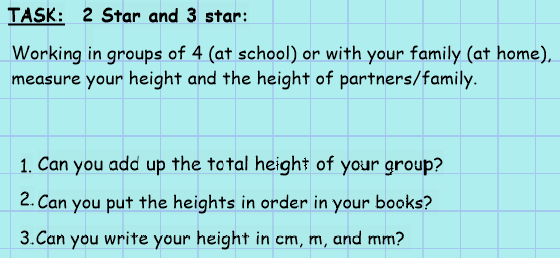 TASK: 2 Star and 3 star:
Working in groups of 4 (at school) or with your family (at home),
measure your height and the height of partners/family.
1. Can you add up the total height of your group?
2. Can you put the heights in order in your books?
3.Can you write your height in cm, m, and mm?